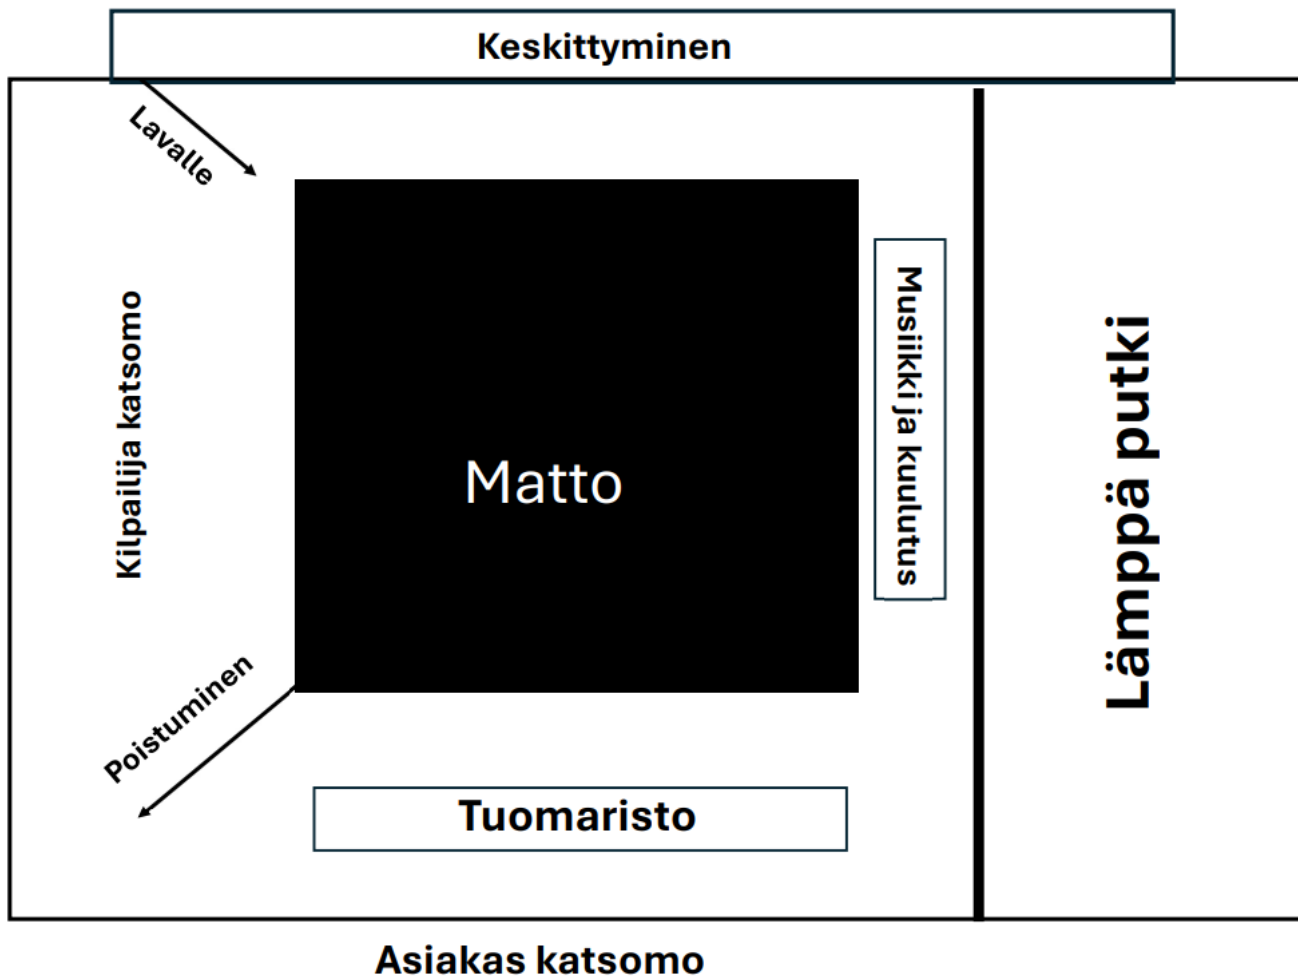 Keskittyminen
Lavalle
Kilpailija katsomo
Matto
Musiikki ja kuulutus
Lämppä putki
Poistuminen
Tuomaristo
Asiakas katsomo